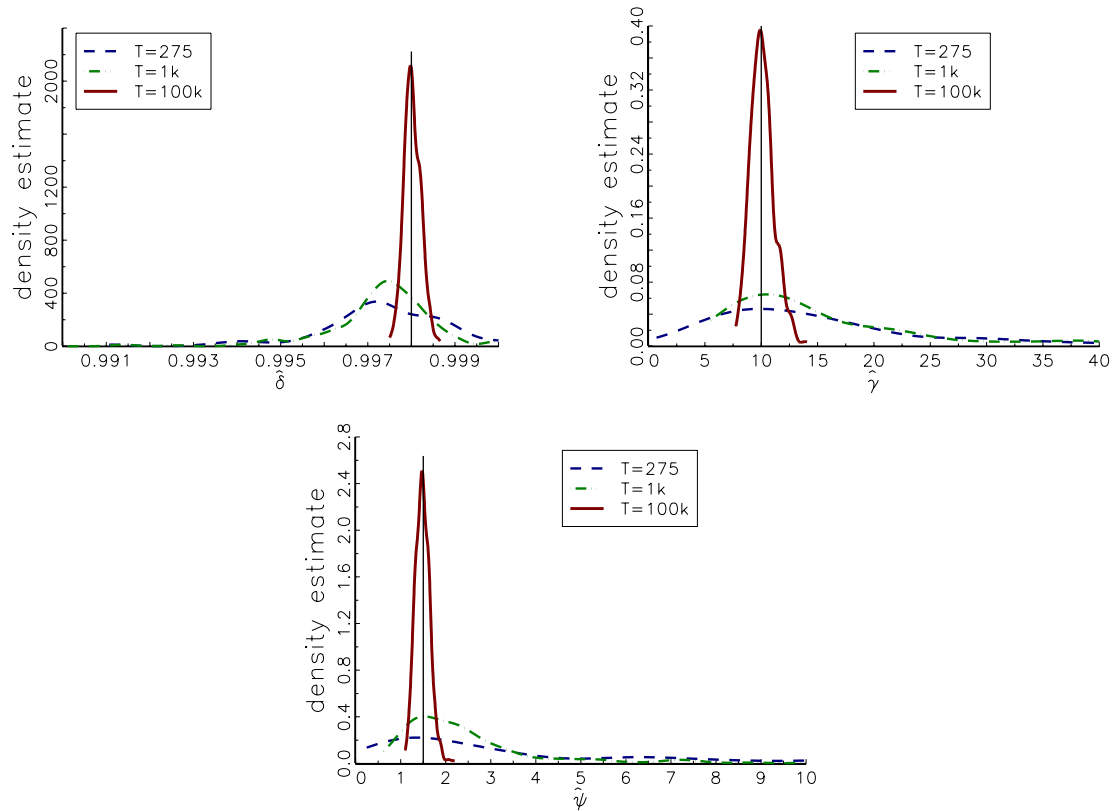 density estimate
0 400 800 1200 2000
T=275
T=1k
T=100k
0.991 0.993 0.995 0.997 0.999
δ̂
density estimate
0.00 0.08 0.16 0.24 0.32 0.40
T=275
T=1k
T=100k
0 5 10 15 20 25 30 35 40
γ̂
density estimate
0.0 0.4 0.8 1.2 1.6 2.0 2.4 2.8
T=275
T=1k
T=100k
0 1 2 3 4 5 6 7 8 9 10
ψ̂